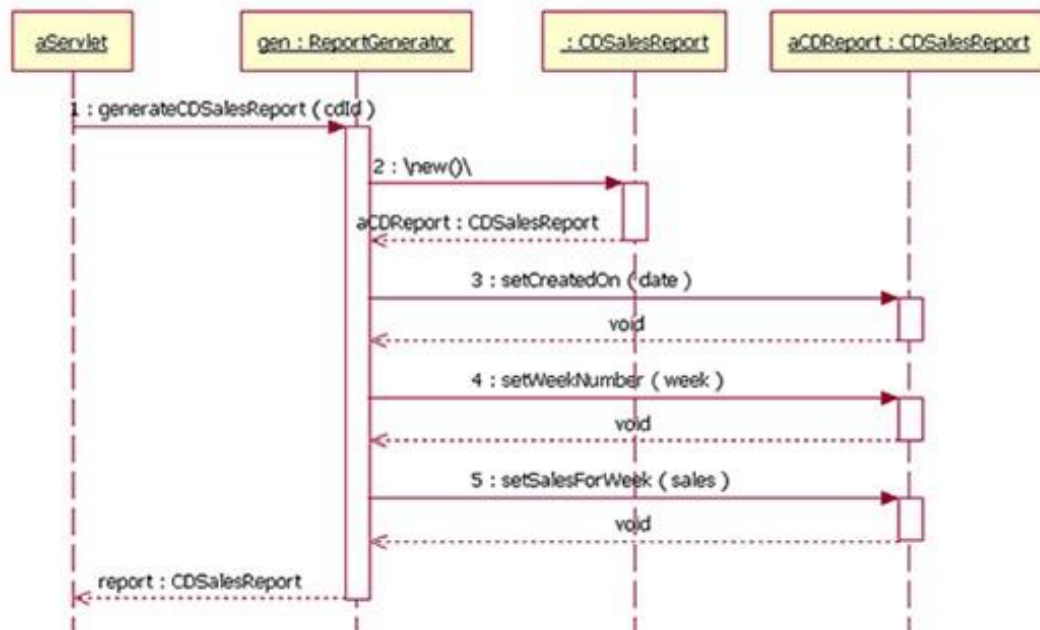 aServlet
gen : ReportGenerator
: CDSalesReport
aCDReport : CDSalesReport
1 : generateCDSalesReport ( cdId )
2 : \new()\
aCDReport : CDSalesReport
3 : setCreatedOn ( date )
void
4 : setWeekNumber ( week )
void
5 : setSalesForWeek ( sales )
void
report : CDSalesReport